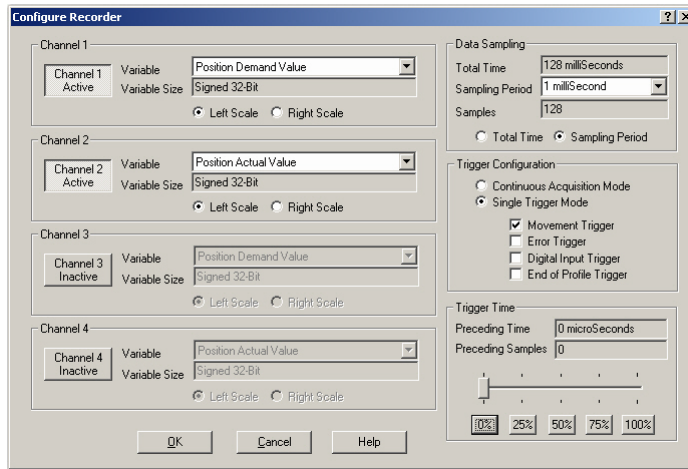 Configure Recorder
Channel 1
Channel 1
Active
Variable
Position Demand Value
Variable Size
Signed 32-Bit
Left Scale
Right Scale
Channel 2
Channel 2
Active
Variable
Position Actual Value
Variable Size
Signed 32-Bit
Left Scale
Right Scale
Channel 3
Channel 3
Inactive
Variable
Position Demand Value
Variable Size
Signed 32-Bit
Left Scale
Right Scale
Channel 4
Channel 4
Inactive
Variable
Position Actual Value
Variable Size
Signed 32-Bit
Left Scale
Right Scale
OK
Cancel
Help
Data Sampling
Total Time
128 milliSeconds
Sampling Period
1 milliSecond
Samples
128
Total Time
Sampling Period
Trigger Configuration
Continuous Acquisition Mode
Single Trigger Mode
Movement Trigger
Error Trigger
Digital Input Trigger
End of Profile Trigger
Trigger Time
Preceding Time
0 microSeconds
Preceding Samples
0
0%
25%
50%
75%
100%